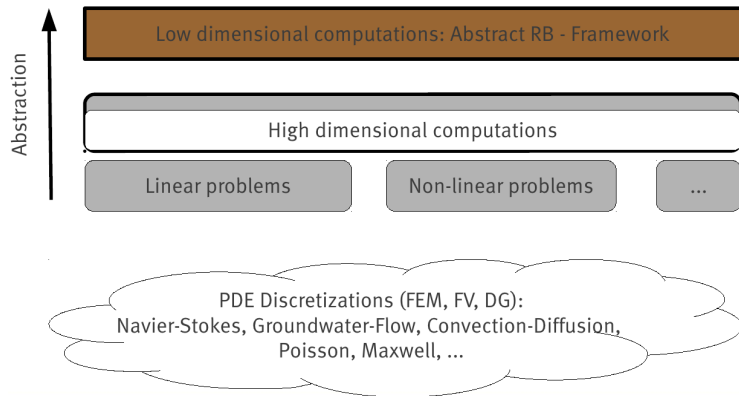 Low dimensional computations: Abstract RB - Framework
Abstraction
High dimensional computations
Linear problems
Non-linear problems
...
PDE Discretizations (FEM, FV, DG):
Navier-Stokes, Groundwater-Flow, Convection-Diffusion,
Poisson, Maxwell, ...